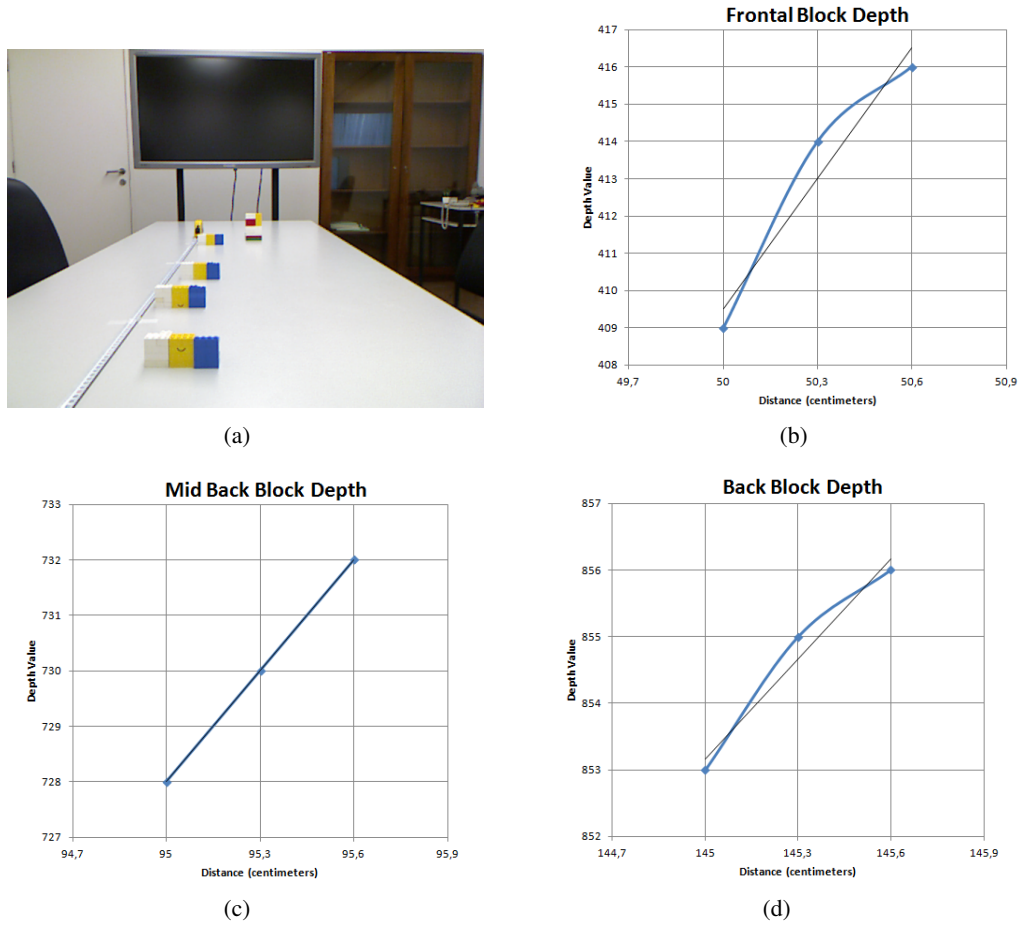 Frontal Block Depth
417
416
415
414
413
412
411
410
409
408
Depth Value
49,7 50 50,3 50,6 50,9
Distance (centimeters)
(a)
(b)
Mid Back Block Depth
733
732
731
730
729
728
727
Depth Value
94,7 95 95,3 95,6 95,9
Distance (centimeters)
(c)
Back Block Depth
857
856
855
854
853
852
Depth Value
144,7 145 145,3 145,6 145,9
Distance (centimeters)
(d)